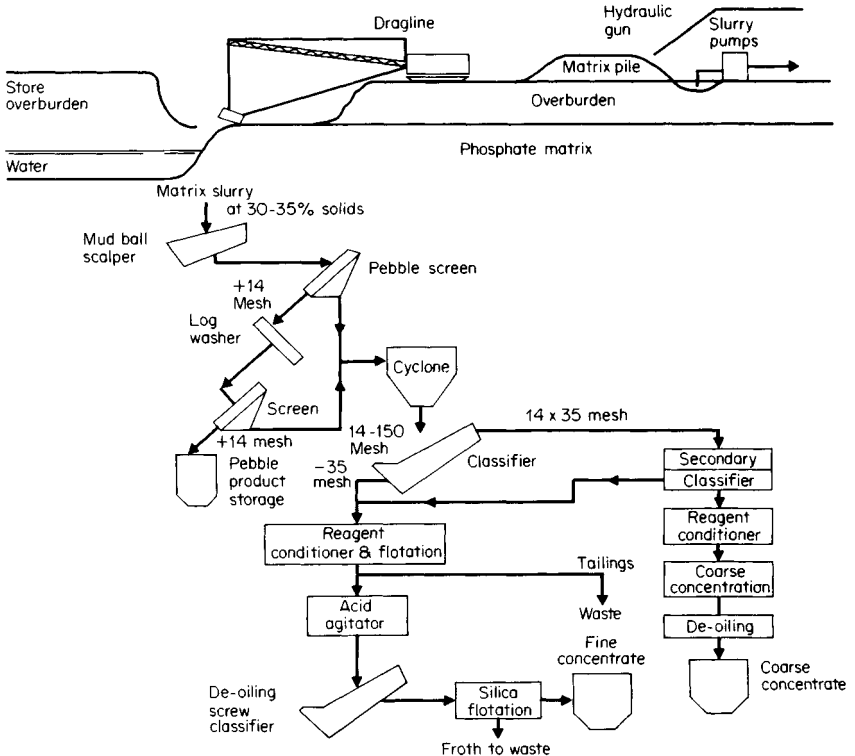 Dragline
Hydraulic
gun
Slurry
pumps
Store
overburden
Matrix pile
Overburden
Water
Phosphate matrix
Matrix slurry
at 30-35% solids
Mud ball
scalper
Pebble screen
+14
Mesh
Log
washer
Cyclone
Screen
+14 mesh
14-150
Mesh
14 x 35 mesh
Pebble
product
storage
-35
mesh
Classifier
Secondary
Classifier
Reagent
conditioner & flotation
Reagent
conditioner
Tailings
Waste
Coarse
concentration
Acid
agitator
De-oiling
Fine
concentrate
Coarse
concentrate
De-oiling
screw
classifier
Silica
flotation
Froth to waste